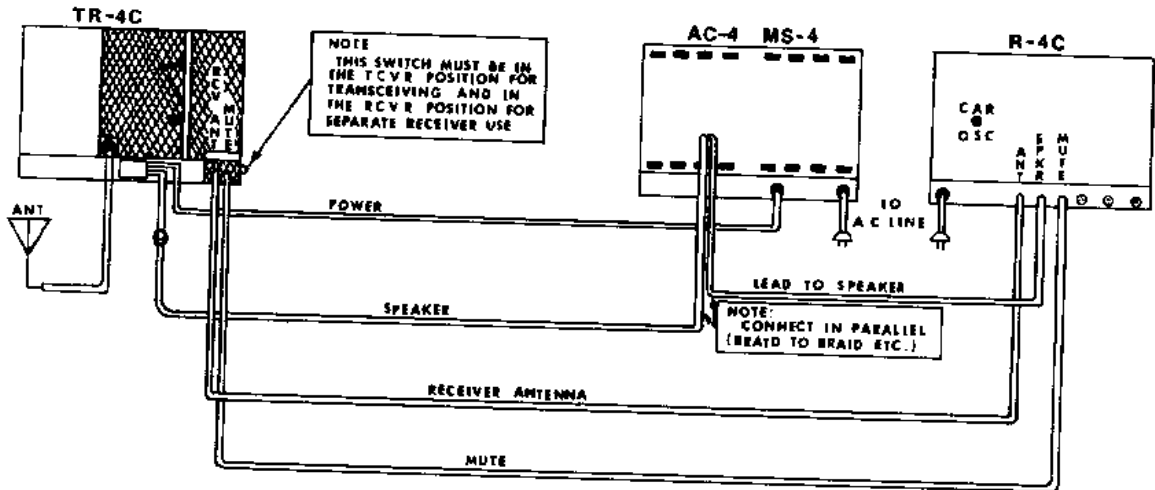 TR-4C
NOTE
THIS SWITCH MUST BE IN
THE TCVR POSITION FOR
TRANSCEIVING AND IN
THE RCVR POSITION FOR
SEPARATE RECEIVER USE
RCV ANT
MUTE
ANT
AC-4 MS-4
R-4C
CAR
OSC
ANT
SPKR
MUTE
TO
AC LINE
POWER
LEAD TO SPEAKER
SPEAKER
NOTE:
CONNECT IN PARALLEL
(BRAID TO BRAID ETC.)
RECEIVER ANTENNA
MUTE